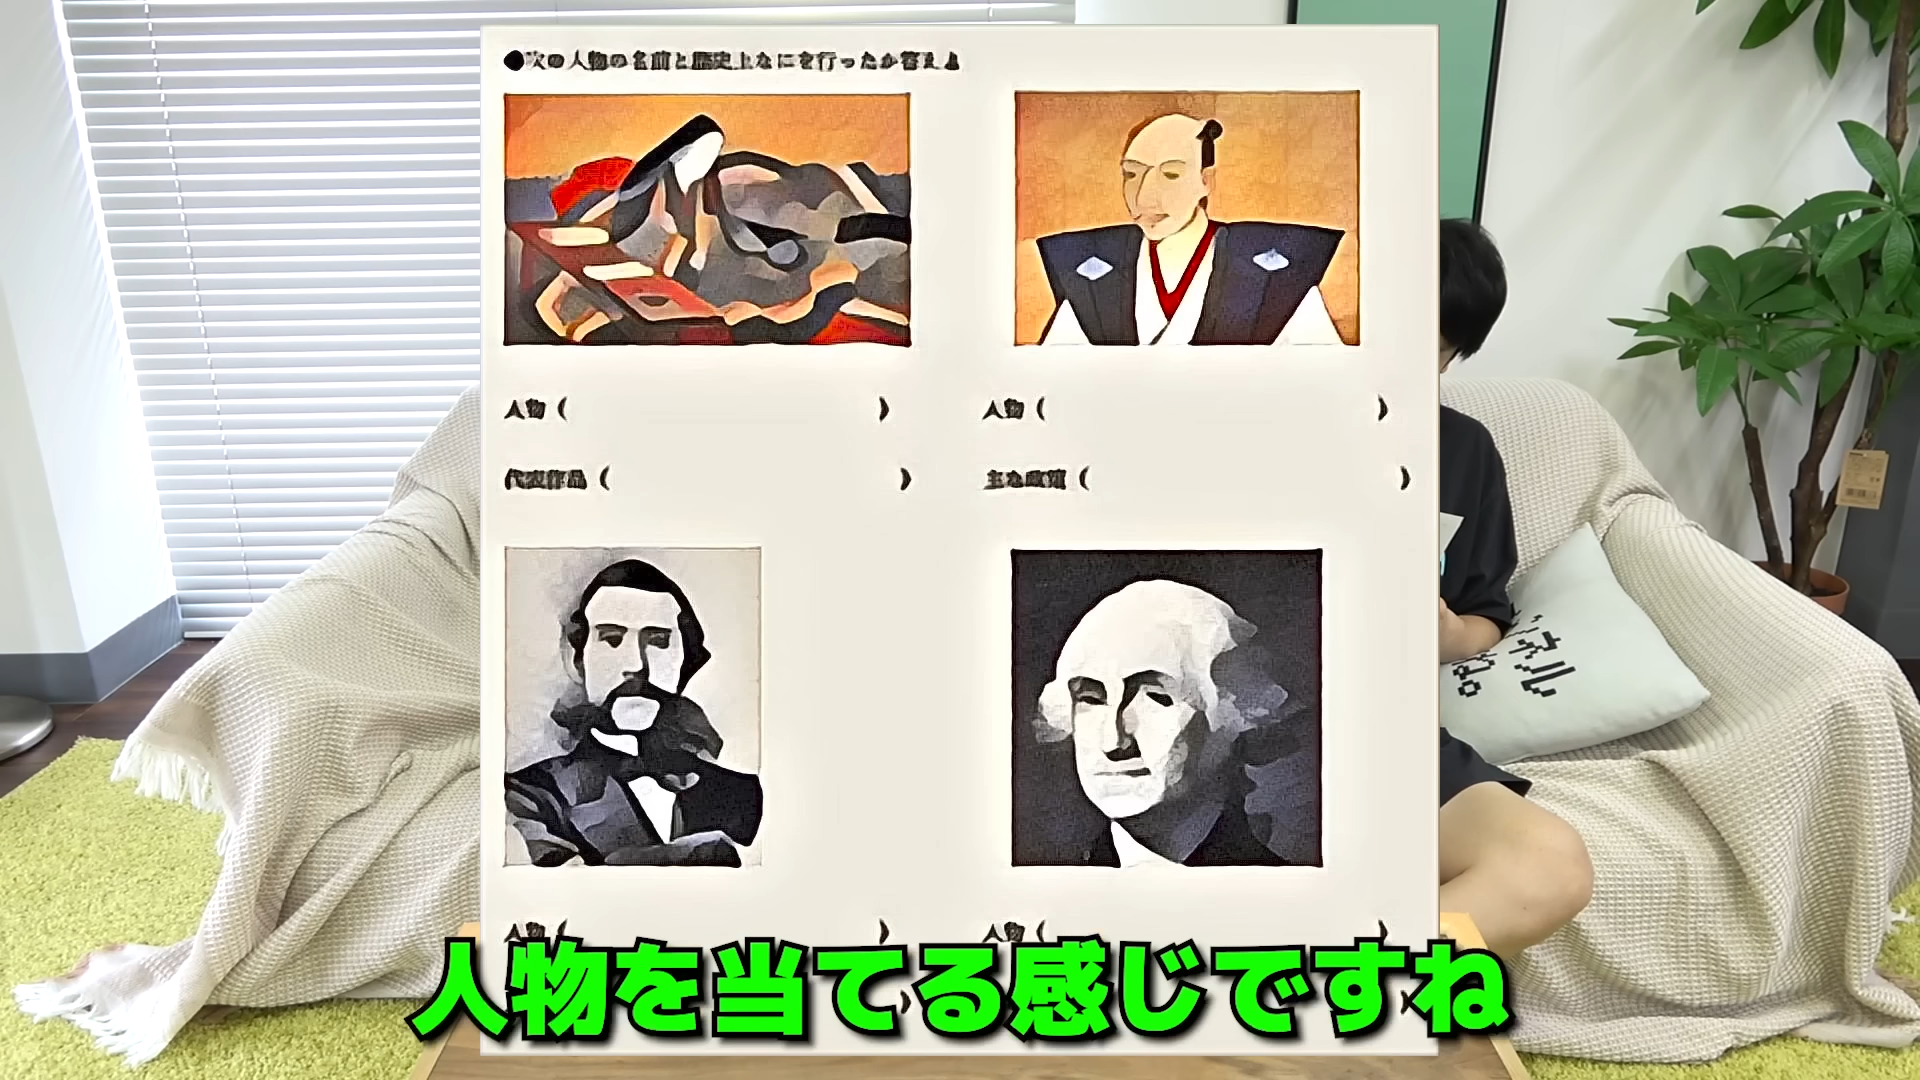 ●次の人物の名前と歴史上なにを行ったか答えよ
人物（　　　）
人物（　　　）
代表作品（　　　）
主な政策（　　　）
人物（　　　）
人物（　　　）
人物を当てる感じですね